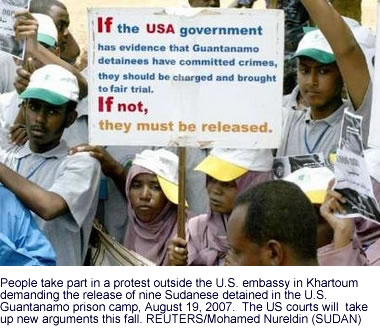 If the USA government
has evidence that Guantanamo
detainees have committed crimes,
they should be charged and brought
to fair trial.
If not,
they must be released.
People take part in a protest outside the U.S. embassy in Khartoum
demanding the release of nine Sudanese detained in the U.S.
Guantanamo prison camp, August 19, 2007.  The US courts will  take
up new arguments this fall. REUTERS/Mohamed Nureldin (SUDAN)